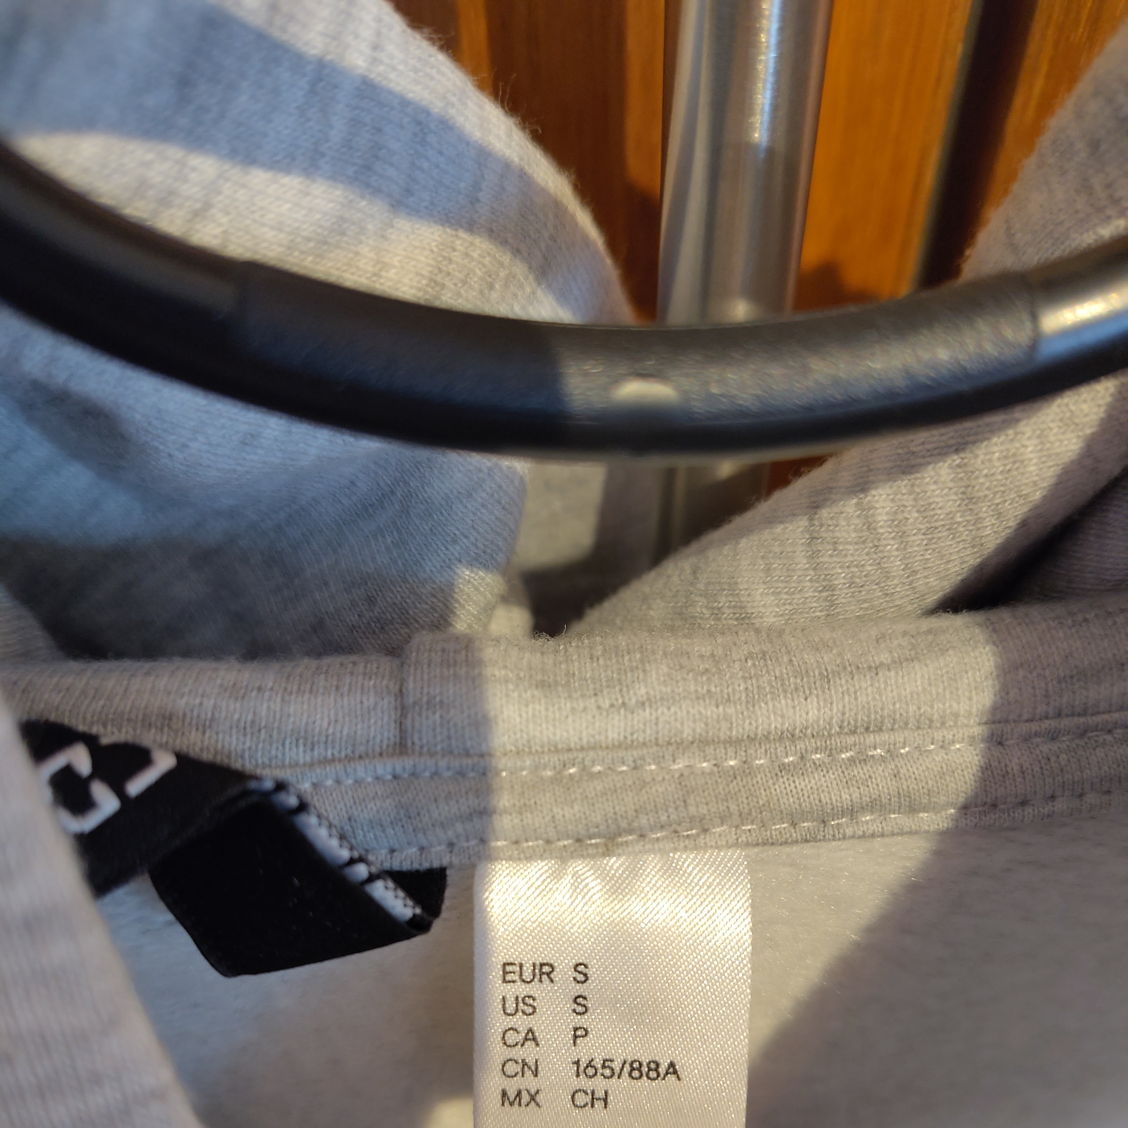 EUR S
US S
CA P
CN 165/88A
MX CH